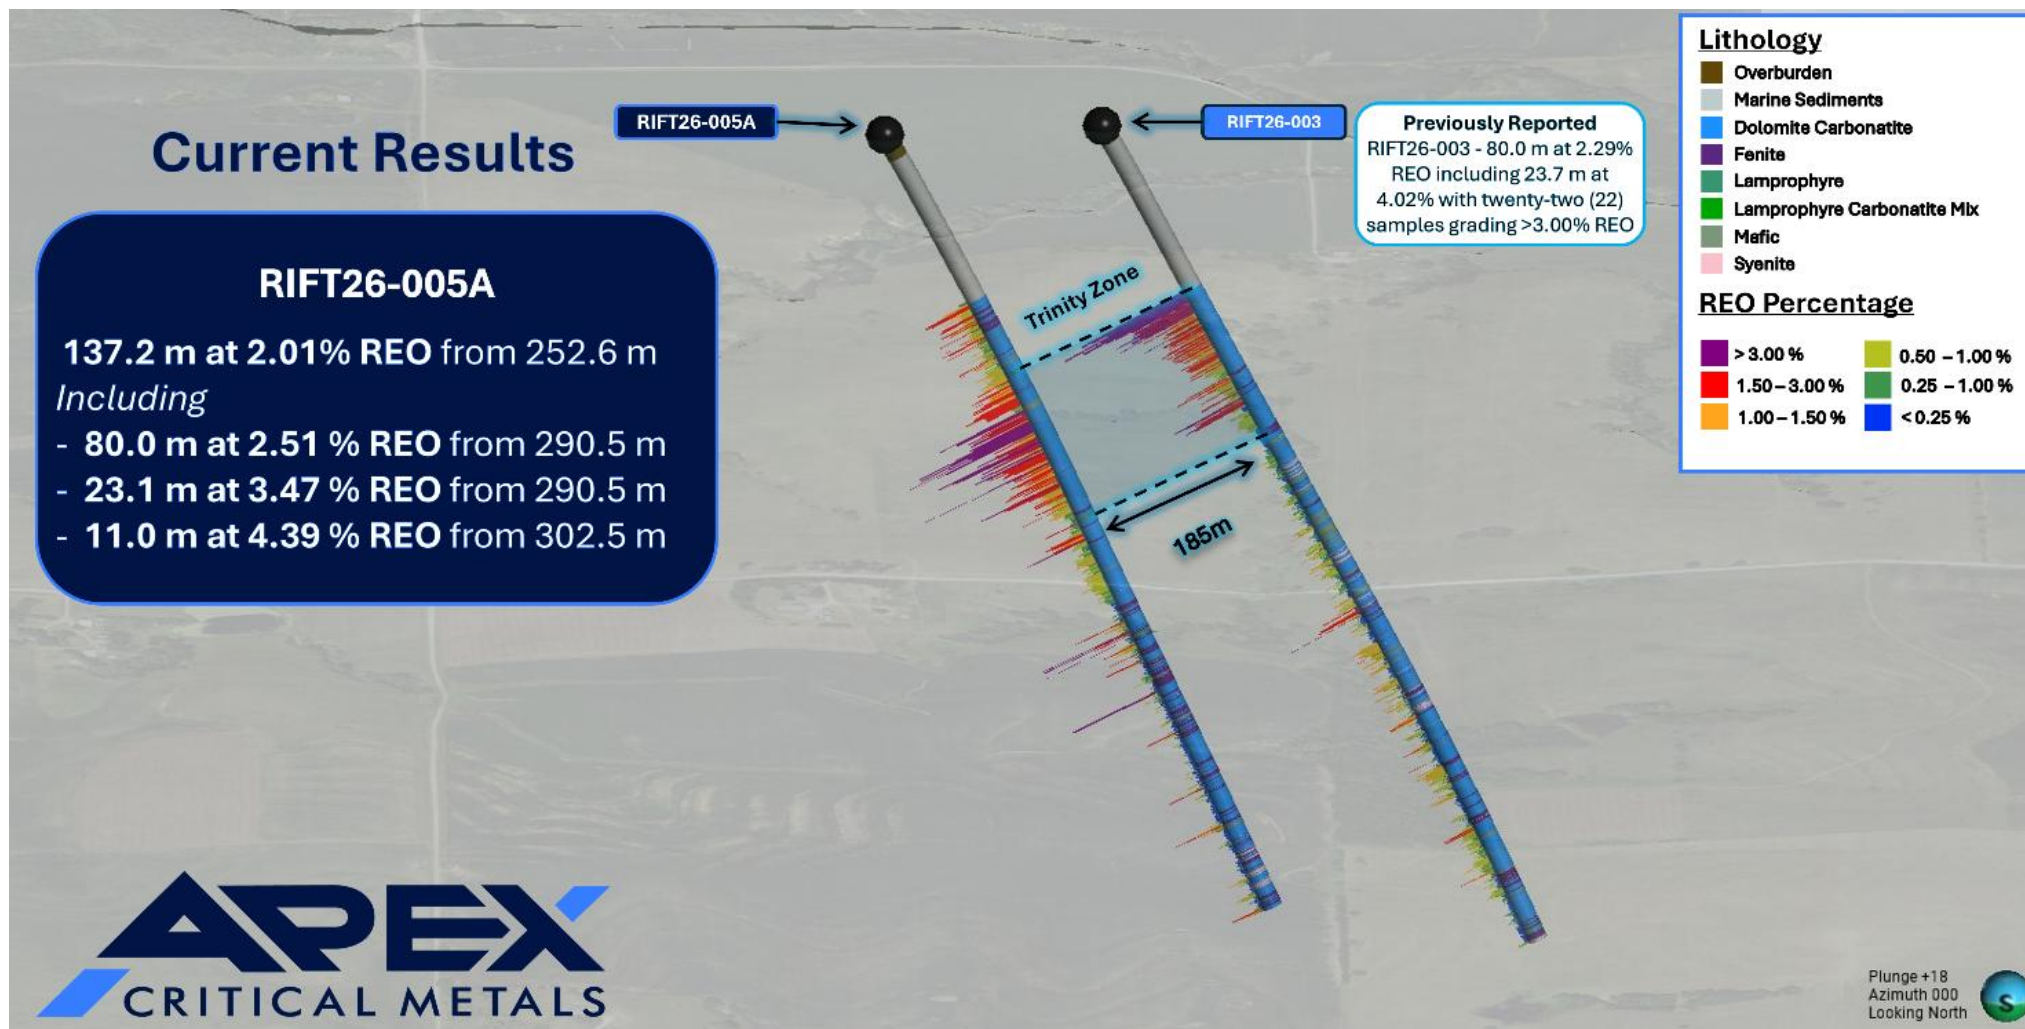 Current Results
RIFT26-005A
137.2 m at 2.01% REO from 252.6 m
Including
- 80.0 m at 2.51 % REO from 290.5 m
- 23.1 m at 3.47 % REO from 290.5 m
- 11.0 m at 4.39 % REO from 302.5 m
RIFT26-005A
RIFT26-003
Previously Reported
RIFT26-003 - 80.0 m at 2.29%
REO including 23.7 m at
4.02% with twenty-two (22)
samples grading >3.00% REO
Trinity Zone
185m
Lithology
Overburden
Marine Sediments
Dolomite Carbonatite
Fenite
Lamprophyre
Lamprophyre Carbonatite Mix
Mafic
Syenite
REO Percentage
> 3.00 %
1.50 – 3.00 %
1.00 – 1.50 %
0.50 – 1.00 %
0.25 – 1.00 %
< 0.25 %
APEX
CRITICAL METALS
Plunge +18
Azimuth 000
Looking North
S